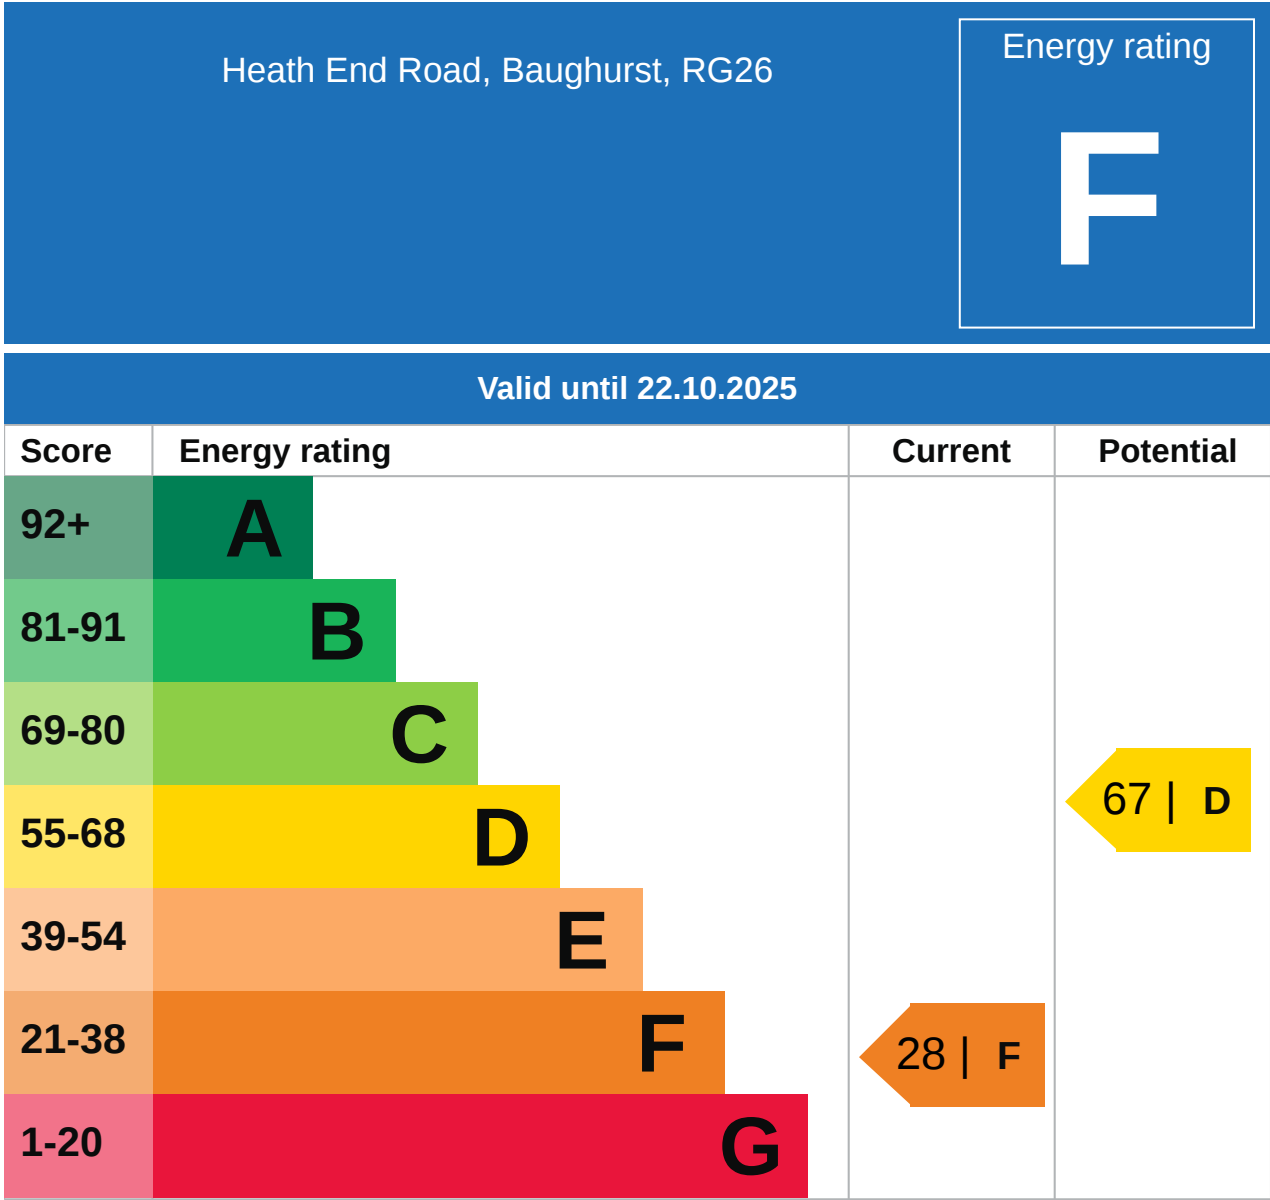 Heath End Road, Baughurst, RG26
Energy rating
F
Valid until 22.10.2025
Score Energy rating Current Potential
92+ A
81-91 B
69-80 C
67 | D
55-68 D
39-54 E
21-38 F
28 | F
1-20 G